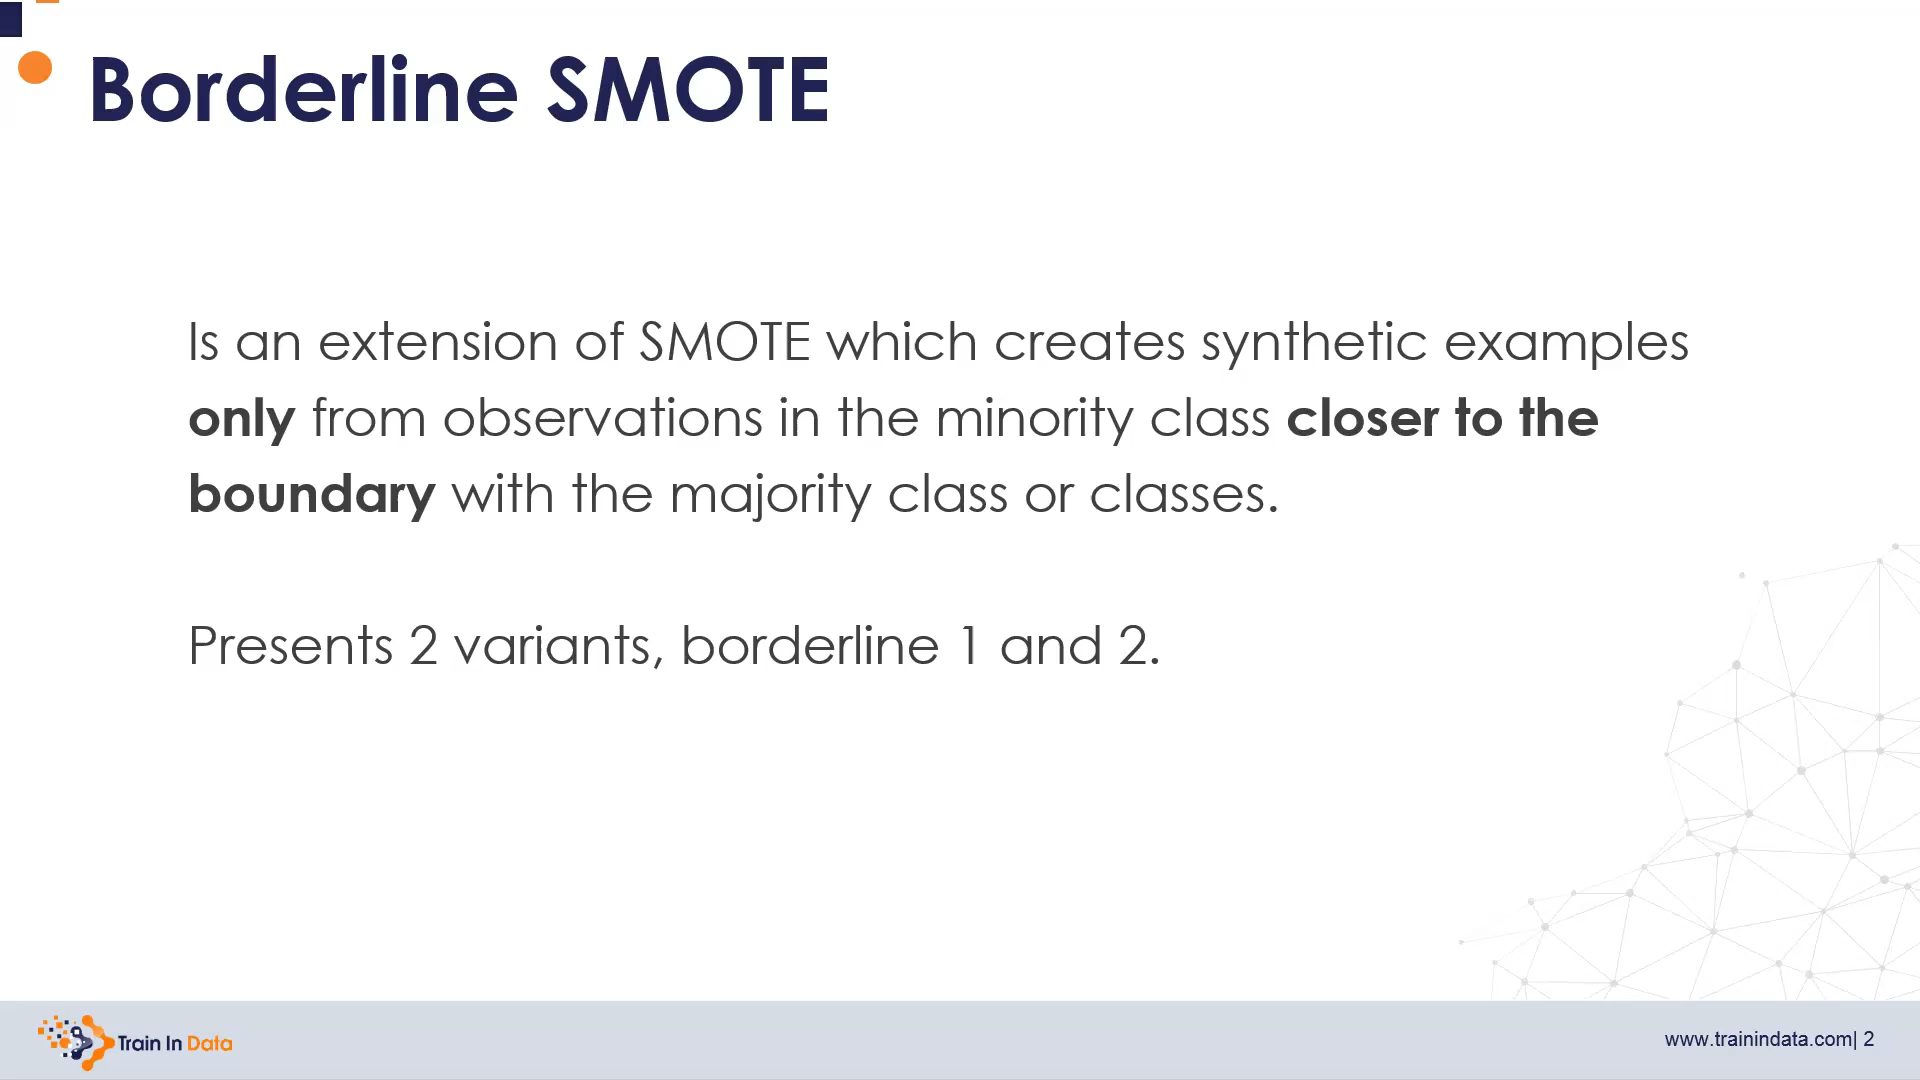 Borderline SMOTE
Is an extension of SMOTE which creates synthetic examples
only from observations in the minority class closer to the
boundary with the majority class or classes.
Presents 2 variants, borderline 1 and 2.
Train In Data
www.trainindata.com| 2